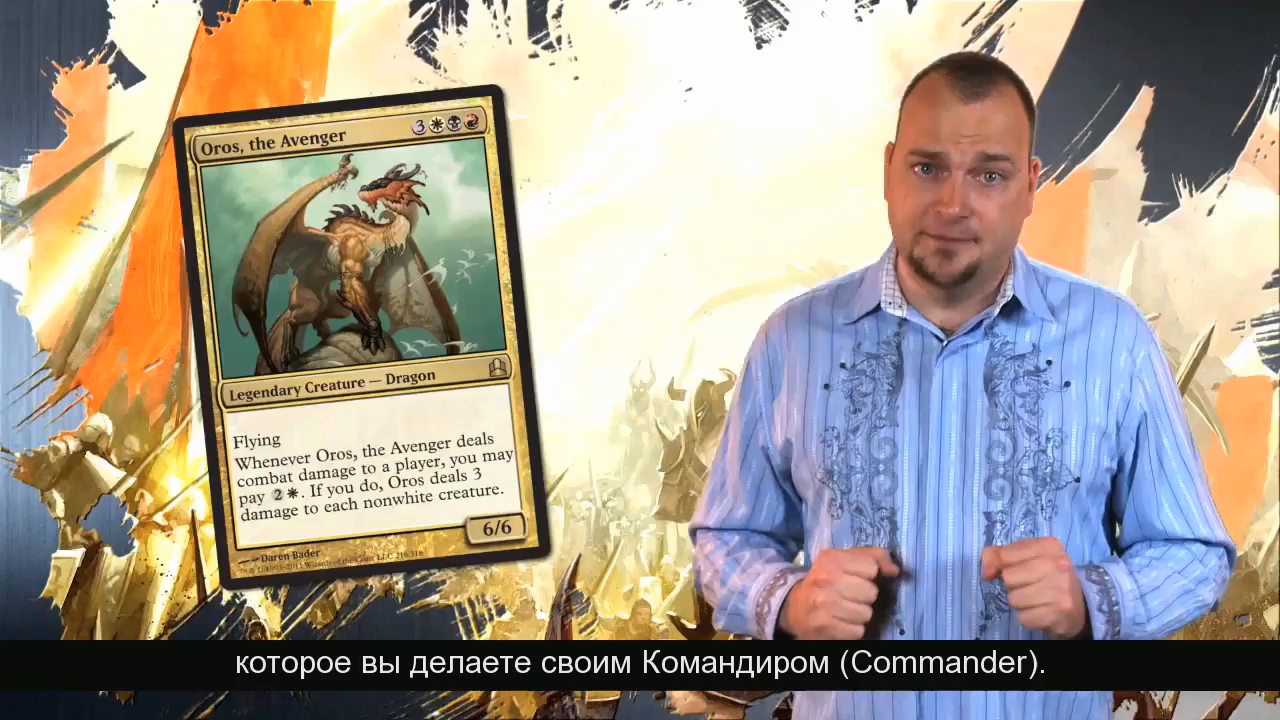 Oros, the Avenger 3
Legendary Creature — Dragon
Flying
Whenever Oros, the Avenger deals
combat damage to a player, you may
pay 2 . If you do, Oros deals 3
damage to each nonwhite creature.
6/6
Daren Bader
которое вы делаете своим Командиром (Commander).